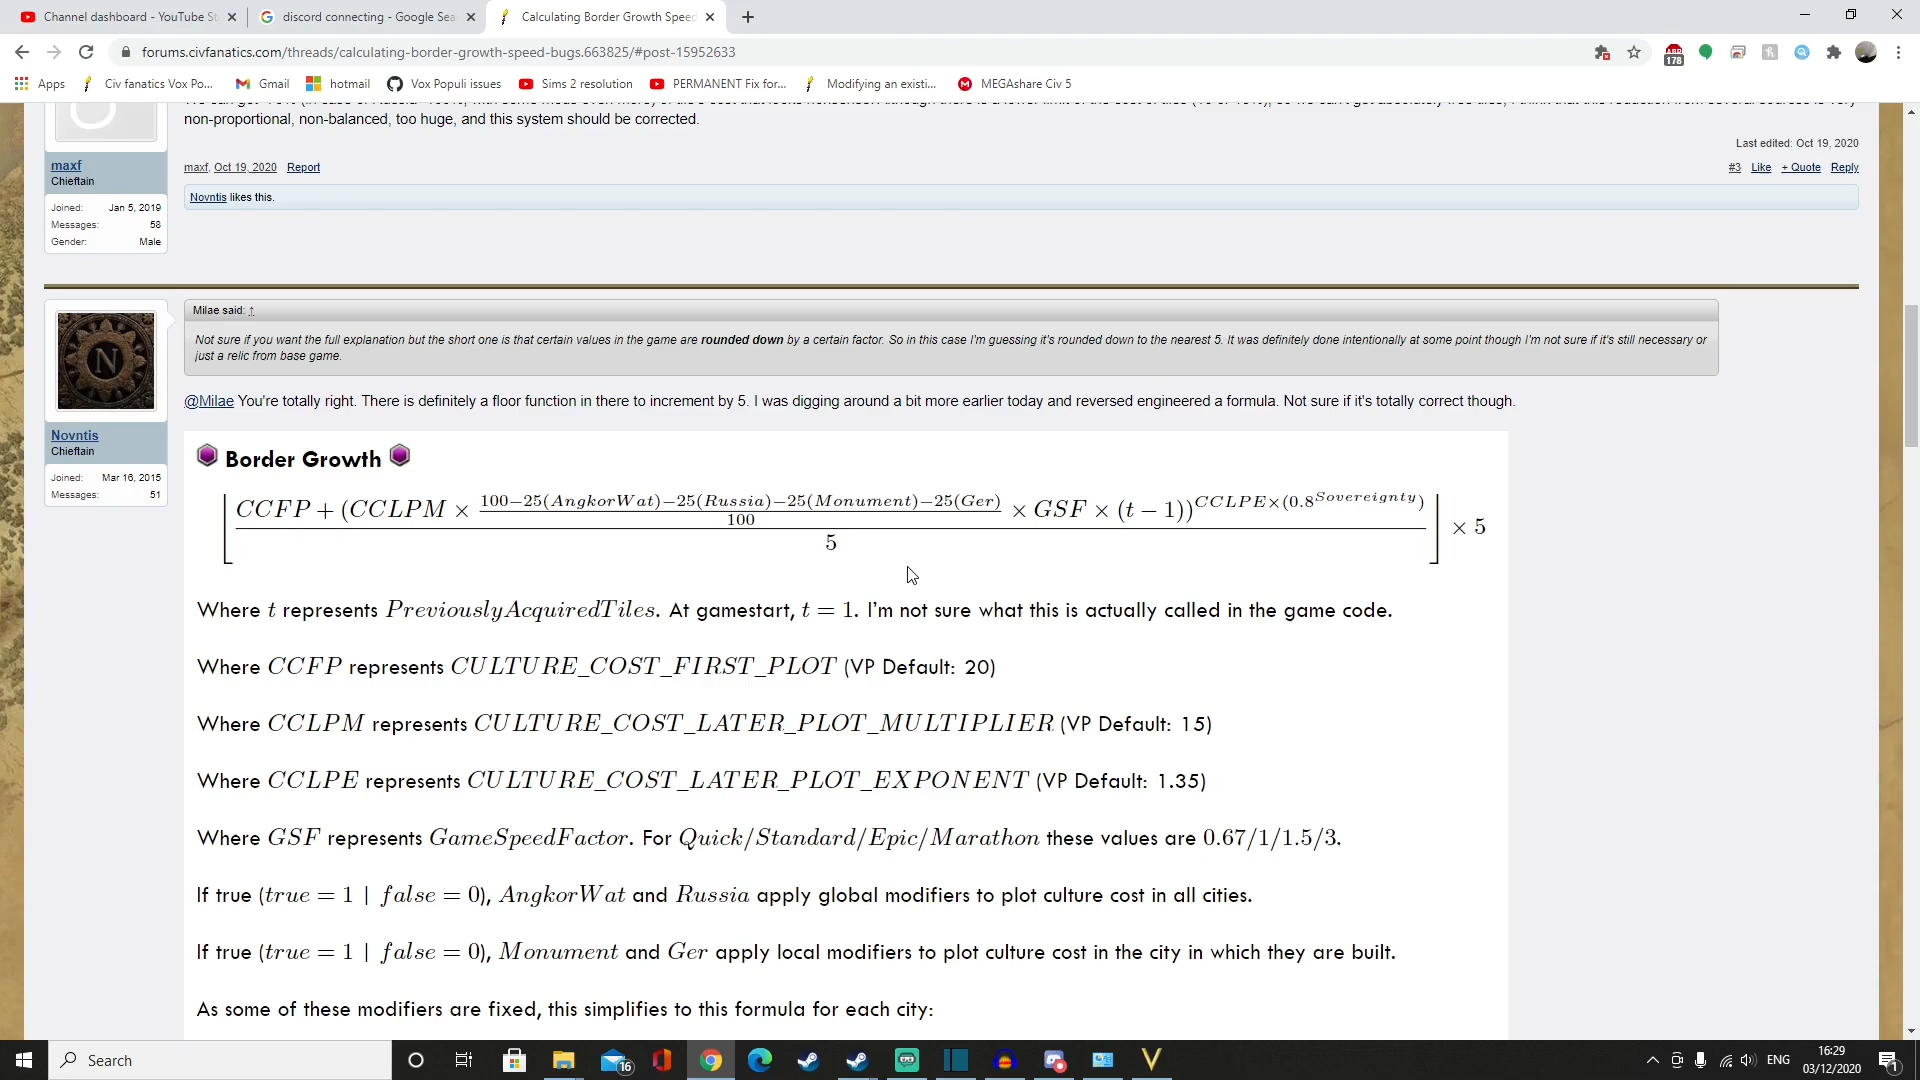 Channel dashboard - YouTube St
discord connecting - Google Sea
Calculating Border Growth Speed
forums.civfanatics.com/threads/calculating-border-growth-speed-bugs.663825/#post-15952633
178
Apps
Civ fanatics Vox Po...
Gmail
hotmail
Vox Populi issues
Sims 2 resolution
PERMANENT Fix for...
Modifying an existi...
MEGAshare Civ 5
non-proportional, non-balanced, too huge, and this system should be corrected.
Last edited: Oct 19, 2020
maxf
Chieftain
maxf, Oct 19, 2020 Report
#3 Like + Quote Reply
Novntis likes this.
Joined: Jan 5, 2019
Messages: 58
Gender: Male
Milae said: ↑
Not sure if you want the full explanation but the short one is that certain values in the game are rounded down by a certain factor. So in this case I'm guessing it's rounded down to the nearest 5. It was definitely done intentionally at some point though I'm not sure if it's still necessary or
just a relic from base game.
N
@Milae You're totally right. There is definitely a floor function in there to increment by 5. I was digging around a bit more earlier today and reversed engineered a formula. Not sure if it's totally correct though.
Novntis
Chieftain
Joined: Mar 16, 2015
Messages: 51
Border Growth
⌊(CCFP + (CCLPM × (100−25(AngkorWat)−25(Russia)−25(Monument)−25(Ger))/100 × GSF × (t − 1))^(CCLPE×(0.8^Sovereignty)))/5⌋ × 5
Where t represents PreviouslyAcquiredTiles. At gamestart, t = 1. I'm not sure what this is actually called in the game code.
Where CCFP represents CULTURE_COST_FIRST_PLOT (VP Default: 20)
Where CCLPM represents CULTURE_COST_LATER_PLOT_MULTIPLIER (VP Default: 15)
Where CCLPE represents CULTURE_COST_LATER_PLOT_EXPONENT (VP Default: 1.35)
Where GSF represents GameSpeedFactor. For Quick/Standard/Epic/Marathon these values are 0.67/1/1.5/3.
If true (true = 1 | false = 0), AngkorWat and Russia apply global modifiers to plot culture cost in all cities.
If true (true = 1 | false = 0), Monument and Ger apply local modifiers to plot culture cost in the city in which they are built.
As some of these modifiers are fixed, this simplifies to this formula for each city:
Search
16
ENG
16:29
03/12/2020
1